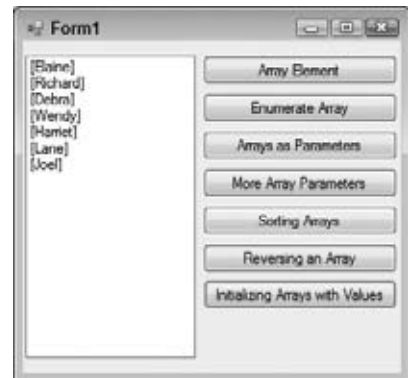 Form1
[Elaine]
[Richard]
[Debra]
[Wendy]
[Harriet]
[Lane]
[Joel]
Array Element
Enumerate Array
Arrays as Parameters
More Array Parameters
Sorting Arrays
Reversing an Array
Initializing Arrays with Values